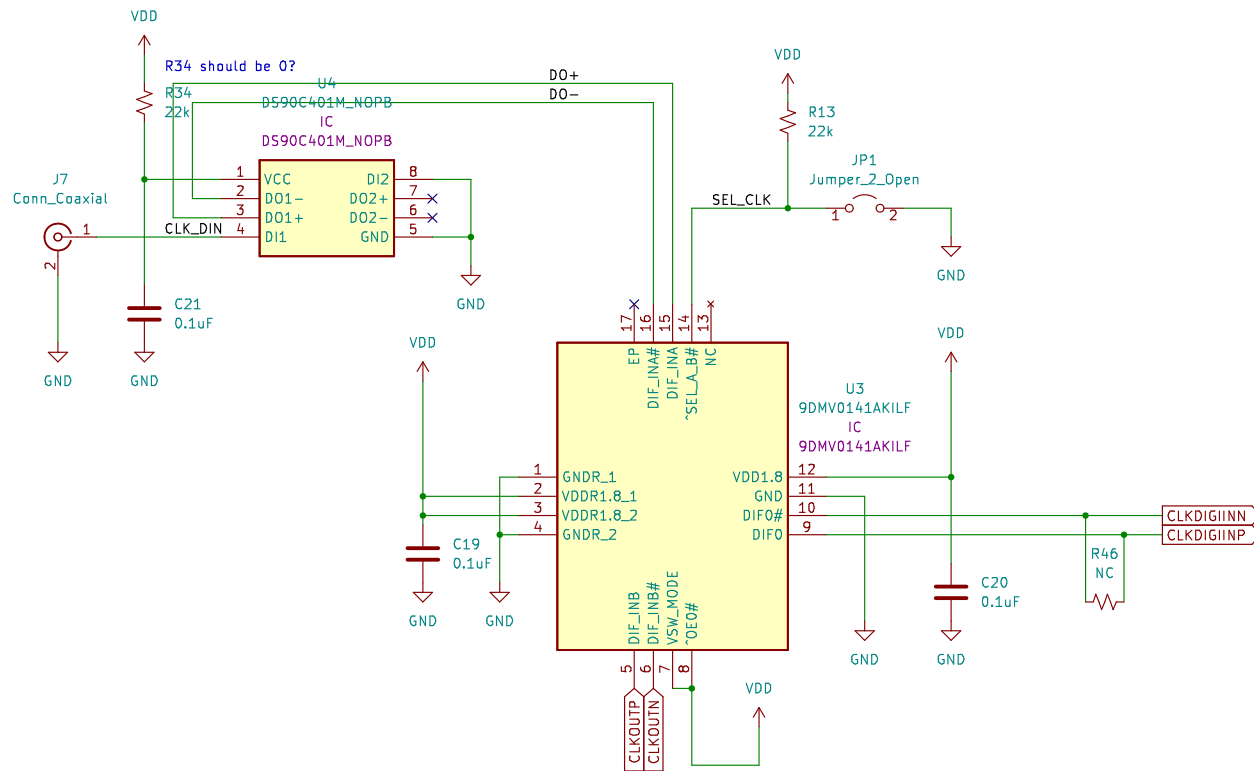 VDD
R34 should be 0?
R34
22k
U4
DS90C401M_NOPB
IC
DS90C401M_NOPB
DO+
DO-
VDD
R13
22k
J7
Conn_Coaxial
1
2
CLK_DIN
1 VCC
2 DO1-
3 DO1+
4 DI1
DI2 8
DO2+ 7
DO2- 6
GND 5
GND
C21
0.1uF
GND
GND
JP1
Jumper_2_Open
SEL_CLK
1
2
GND
17 EP
16 DIF_INA#
15 DIF_INA
14 ^SEL_A_B#
13 NC
VDD
VDD
U3
9DMV0141AKILF
IC
9DMV0141AKILF
1 GNDR_1
2 VDDR1.8_1
3 VDDR1.8_2
4 GNDR_2
VDD1.8 12
GND 11
DIF0# 10
DIF0 9
CLKDIGIINN
CLKDIGIINP
R46
NC
C19
0.1uF
GND
GND
C20
0.1uF
GND
GND
DIF_INB 5
DIF_INB# 6
VSW_MODE 7
^OE0# 8
CLKOUTP
CLKOUTN
VDD